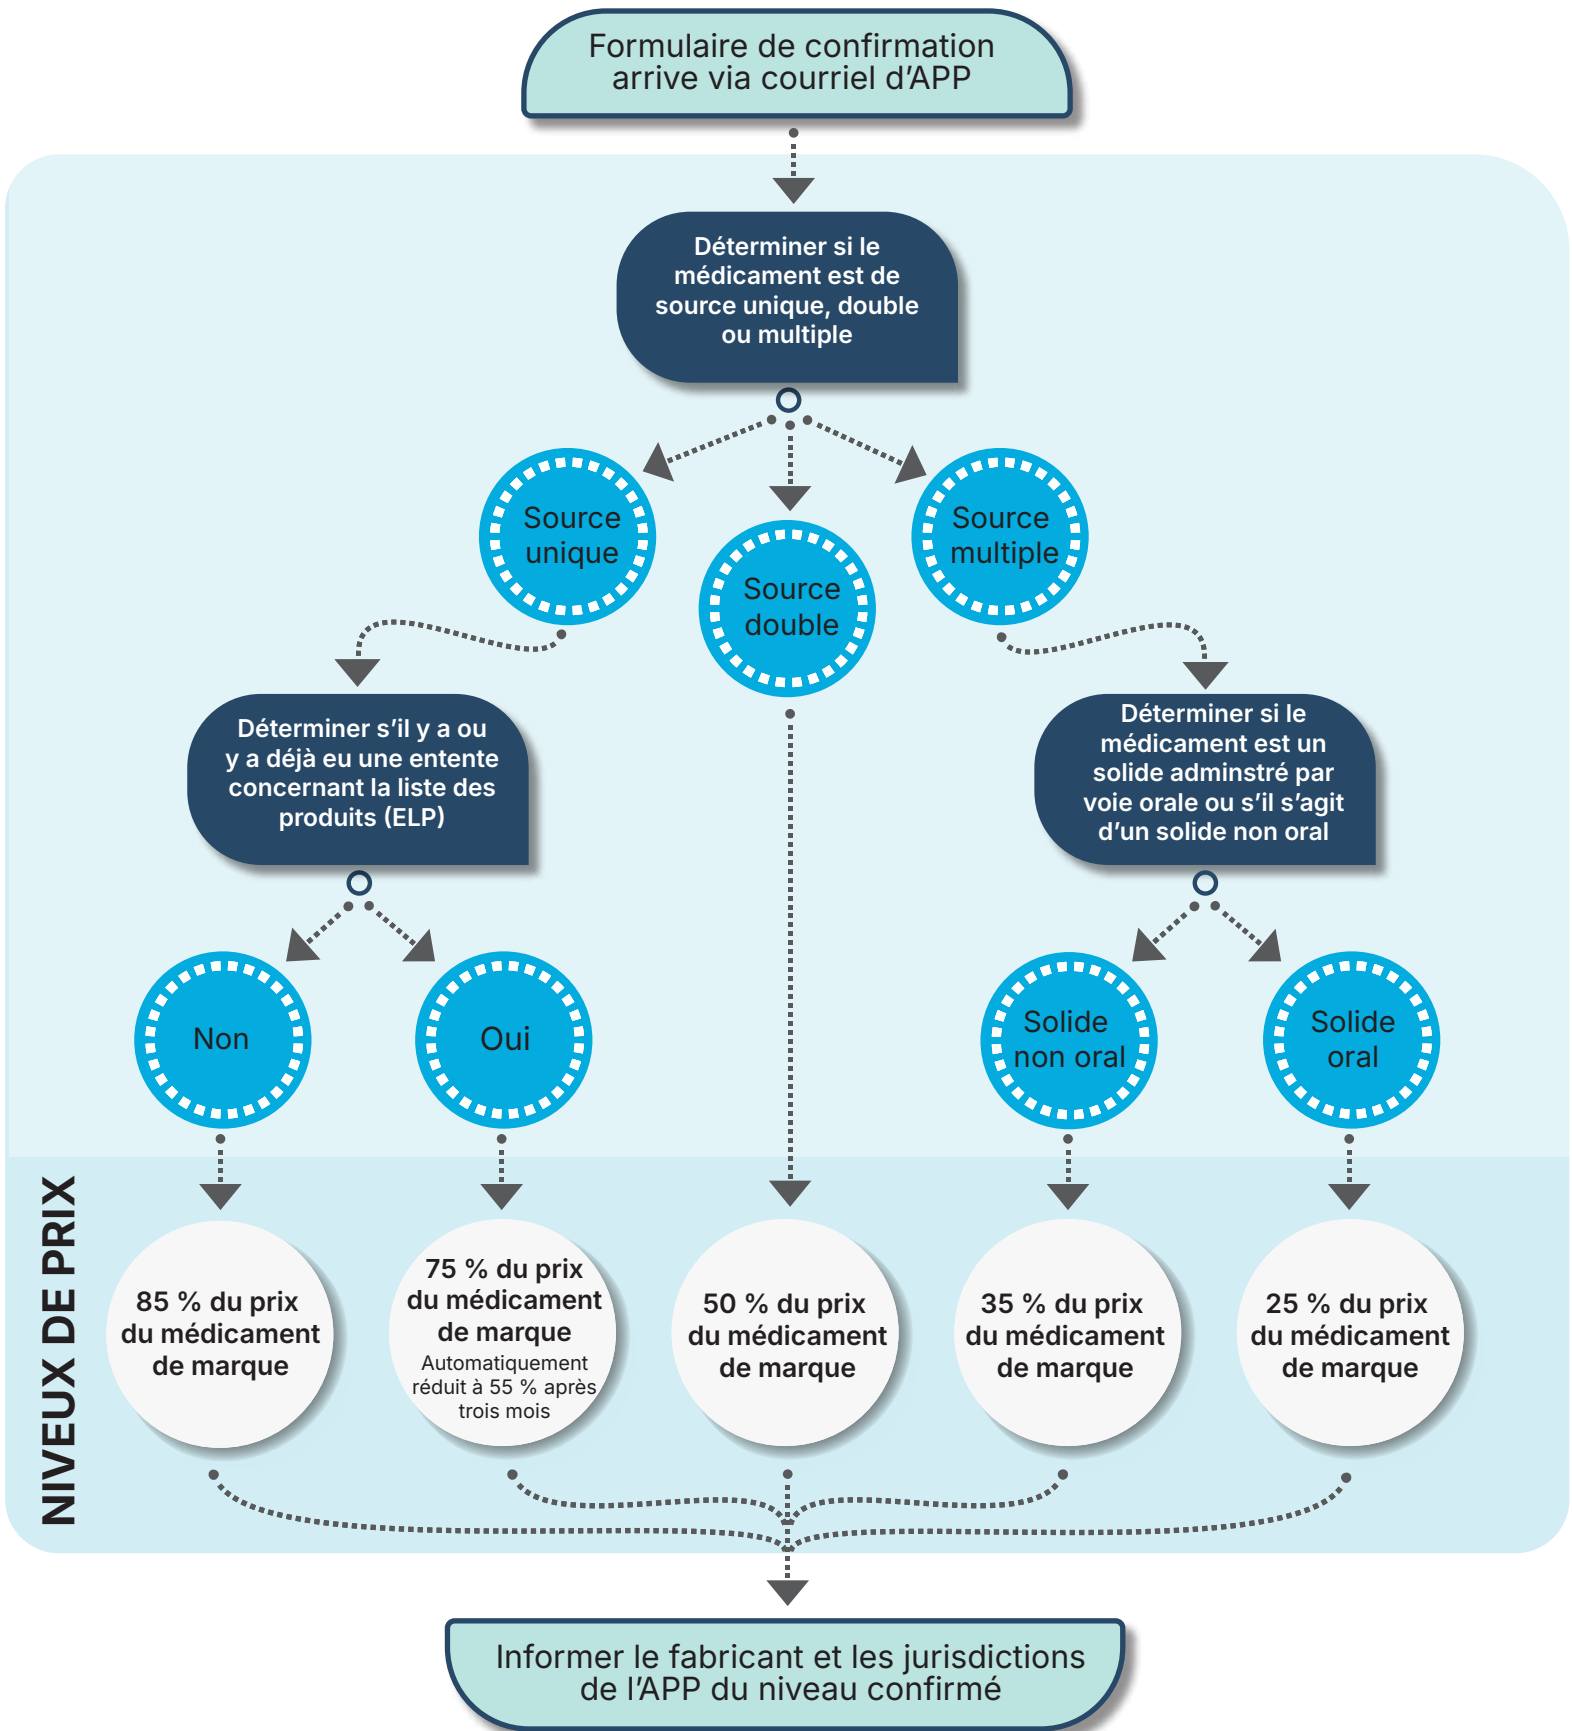 Formulaire de confirmation
arrive via courriel d’APP
Déterminer si le
médicament est de
source unique, double
ou multiple
Source
unique
Source
double
Source
multiple
Déterminer s’il y a ou
y a déjà eu une entente
concernant la liste des
produits (ELP)
Déterminer si le
médicament est un
solide adminstré par
voie orale ou s’il s’agit
d’un solide non oral
Non
Oui
Solide
non oral
Solide
oral
NIVEUX DE PRIX
85 % du prix
du médicament
de marque
75 % du prix
du médicament
de marque
Automatiquement
réduit à 55 % après
trois mois
50 % du prix
du médicament
de marque
35 % du prix
du médicament
de marque
25 % du prix
du médicament
de marque
Informer le fabricant et les jurisdictions
de l’APP du niveau confirmé